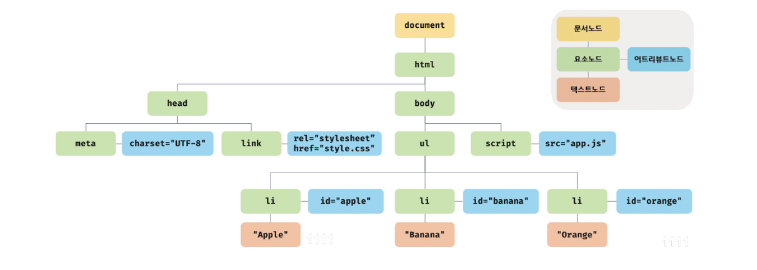 document
문서노드
요소노드
어트리뷰트노드
텍스트노드
html
head
body
meta
charset="UTF-8"
link
rel="stylesheet”
href="style.css"
ul
script
src="app.js"
li
id="apple"
li
id="banana"
li
id="orange"
"Apple"
"Banana"
"Orange"